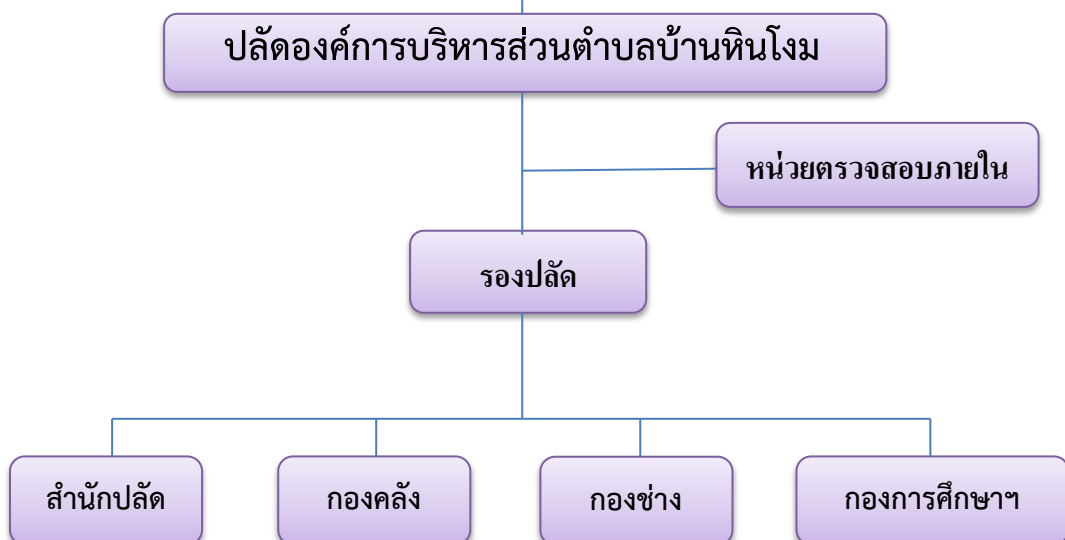 ปลัดองค์การบริหารส่วนตำบลบ้านหินโงม
หน่วยตรวจสอบภายใน
รองปลัด
สำนักปลัด
กองคลัง
กองช่าง
กองการศึกษาฯ